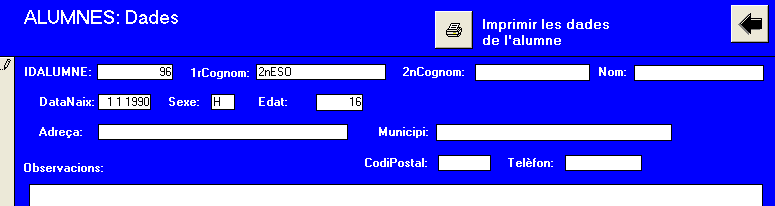 ALUMNES: Dades
Imprimir les dades
de l'alumne
IDALUMNE: 96 1rCognom: 2nESO 2nCognom: Nom:
DataNaix: 1 1 1990 Sexe: H Edat: 16
Adreça: Municipi:
CodiPostal: Telèfon:
Observacions: